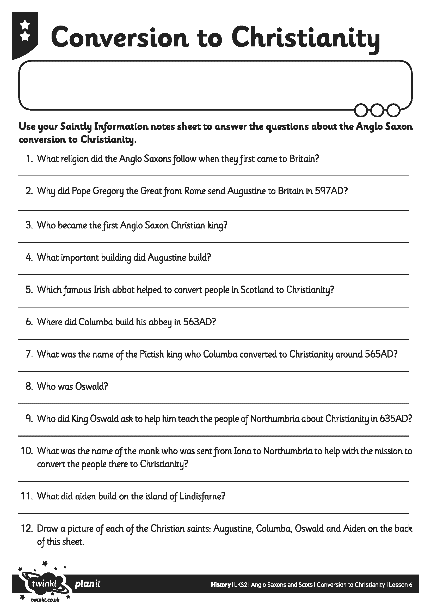 Conversion to Christianity
Use your Saintly Information notes sheet to answer the questions about the Anglo Saxon
conversion to Christianity.
1. What religion did the Anglo Saxons follow when they first came to Britain?
2. Why did Pope Gregory the Great from Rome send Augustine to Britain in 597AD?
3. Who became the first Anglo Saxon Christian king?
4. What important building did Augustine build?
5. Which famous Irish abbot helped to convert people in Scotland to Christianity?
6. Where did Columba build his abbey in 563AD?
7. What was the name of the Pictish king who Columba converted to Christianity around 565AD?
8. Who was Oswald?
9. Who did King Oswald ask to help him teach the people of Northumbria about Christianity in 635AD?
10. What was the name of the monk who was sent from Iona to Northumbria to help with the mission to
convert the people there to Christianity?
11. What did aiden build on the island of Lindisfarne?
12. Draw a picture of each of the Christian saints: Augustine, Columba, Oswald and Aiden on the back
of this sheet.
twinkl planit
twinkl.co.uk
History | LKS2 | Anglo Saxons and Scots | Conversion to Christianity | Lesson 6